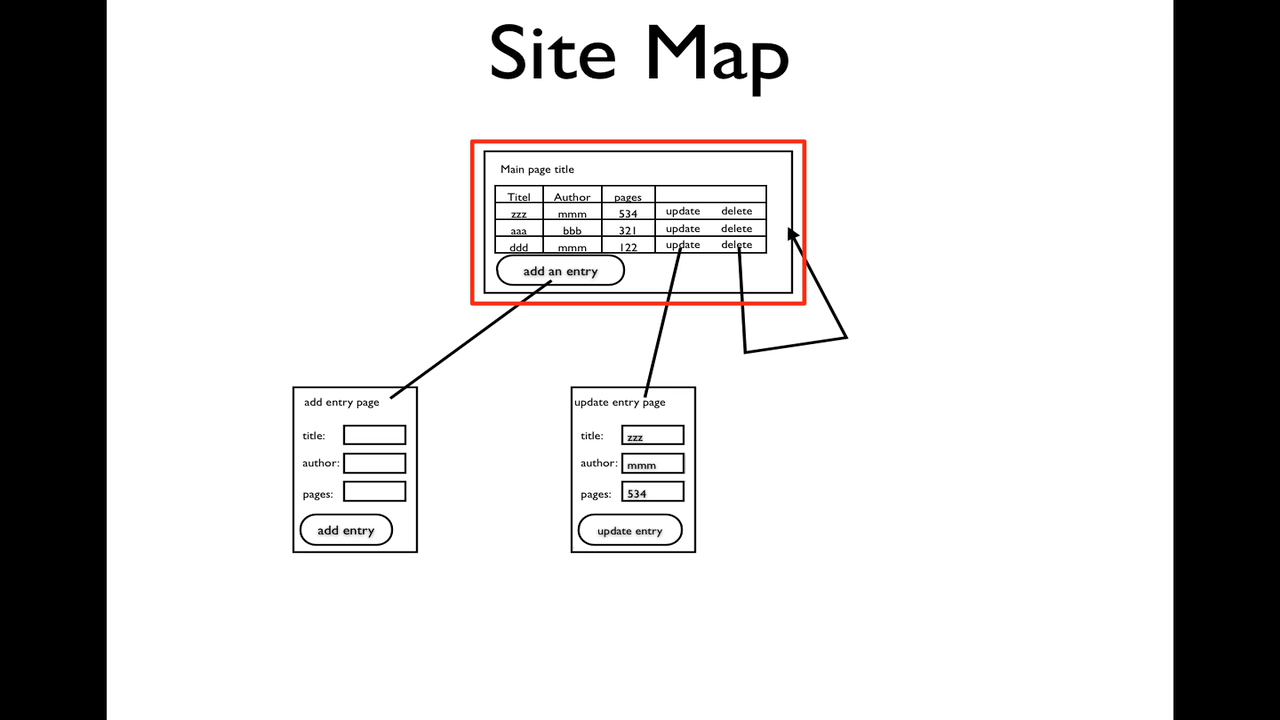 Site Map
Main page title
Titel Author pages
zzz mmm 534 update delete
aaa bbb 321 update delete
ddd mmm 122 update delete
add an entry
add entry page
title:
author:
pages:
add entry
update entry page
title: zzz
author: mmm
pages: 534
update entry